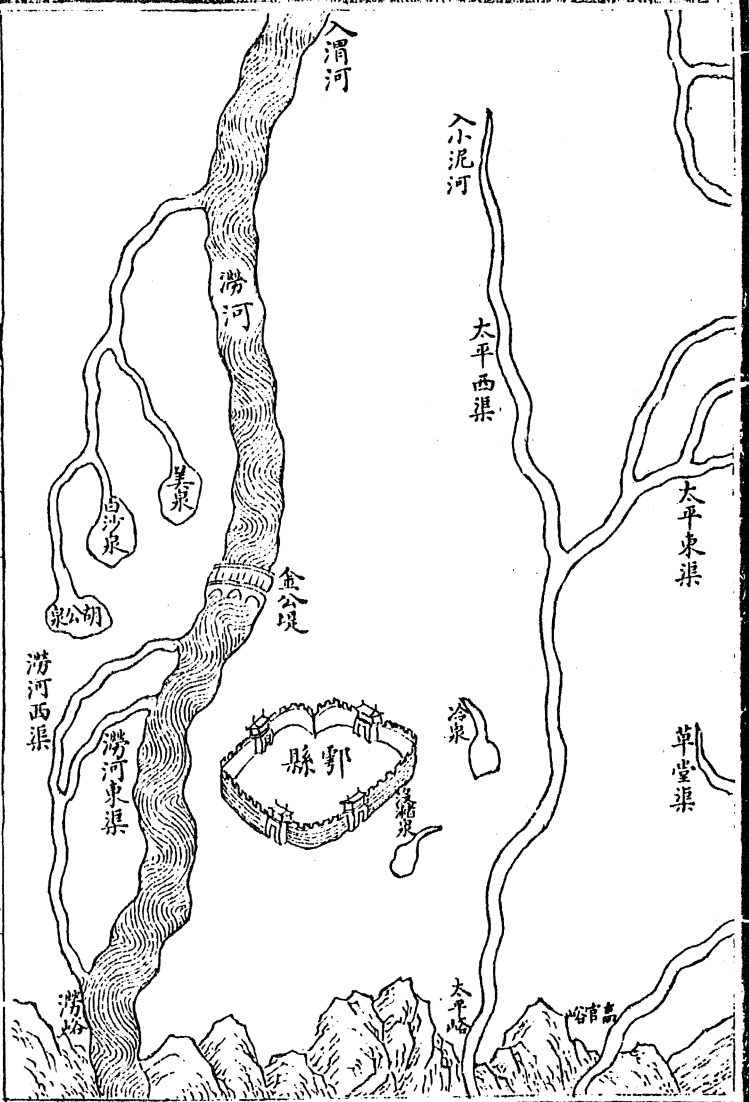 入渭河
入小泥河
澇河
太平西渠
太平東渠
美泉
白沙泉
胡公泉
金公堤
澇河西渠
澇河東渠
鄠縣
冷泉
草堂渠
澇峪
太平峪
高官峪